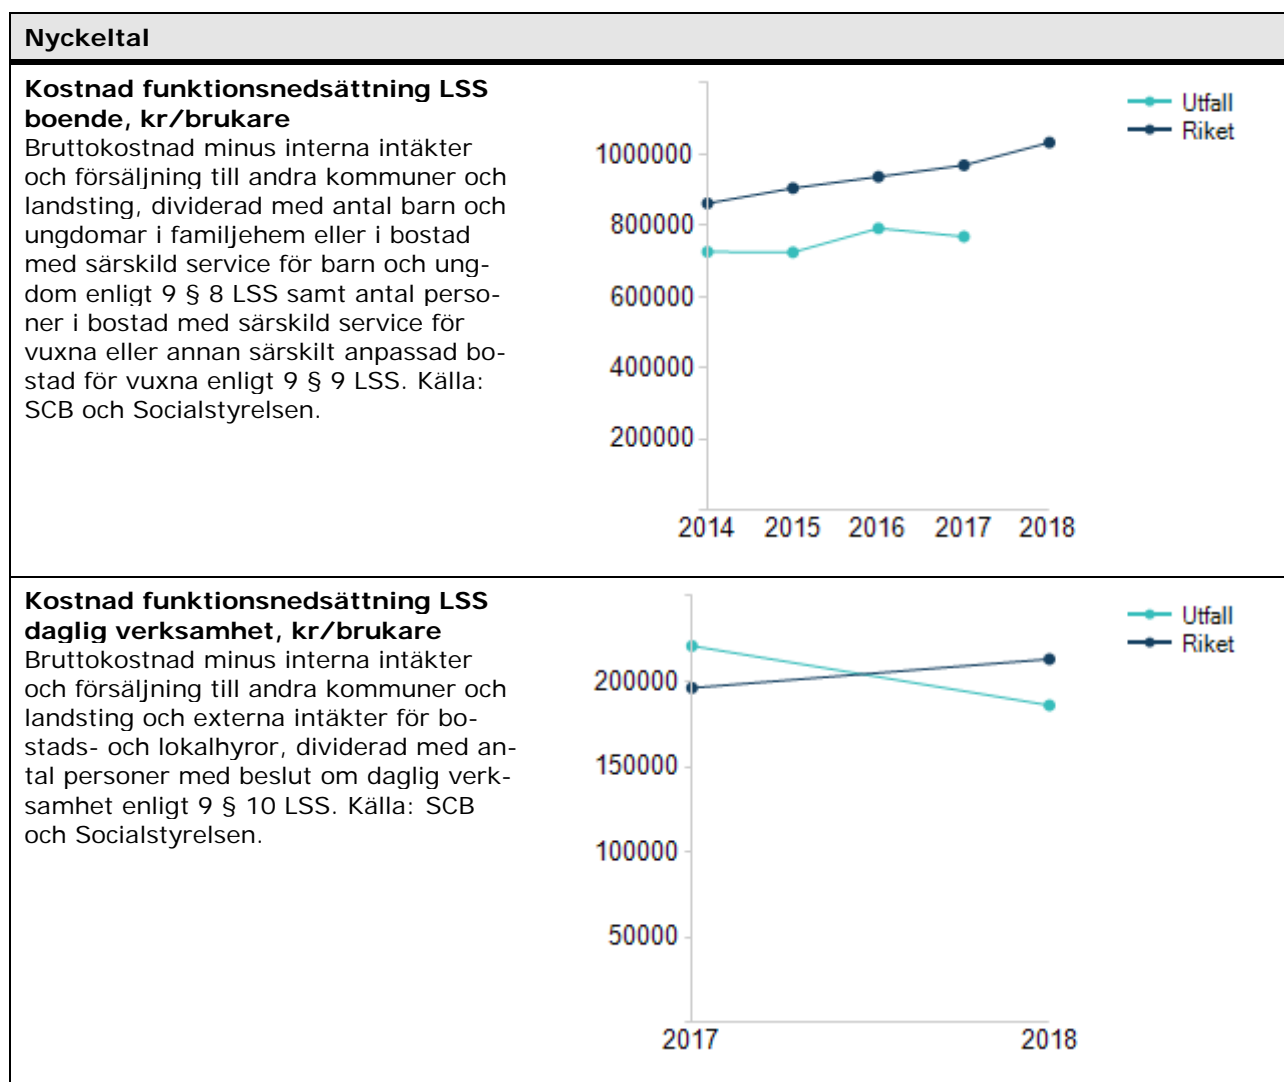 Nyckeltal
Kostnad funktionsnedsättning LSS
boende, kr/brukare
Bruttokostnad minus interna intäkter
och försäljning till andra kommuner och
landsting, dividerad med antal barn och
ungdomar i familjehem eller i bostad
med särskild service för barn och ung-
dom enligt 9 § 8 LSS samt antal perso-
ner i bostad med särskild service för
vuxna eller annan särskilt anpassad bo-
stad för vuxna enligt 9 § 9 LSS. Källa:
SCB och Socialstyrelsen.
Utfall
Riket
1000000
800000
600000
400000
200000
2014 2015 2016 2017 2018
Kostnad funktionsnedsättning LSS
daglig verksamhet, kr/brukare
Bruttokostnad minus interna intäkter
och försäljning till andra kommuner och
landsting och externa intäkter för bo-
stads- och lokalhyror, dividerad med an-
tal personer med beslut om daglig verk-
samhet enligt 9 § 10 LSS. Källa: SCB
och Socialstyrelsen.
Utfall
Riket
200000
150000
100000
50000
2017 2018